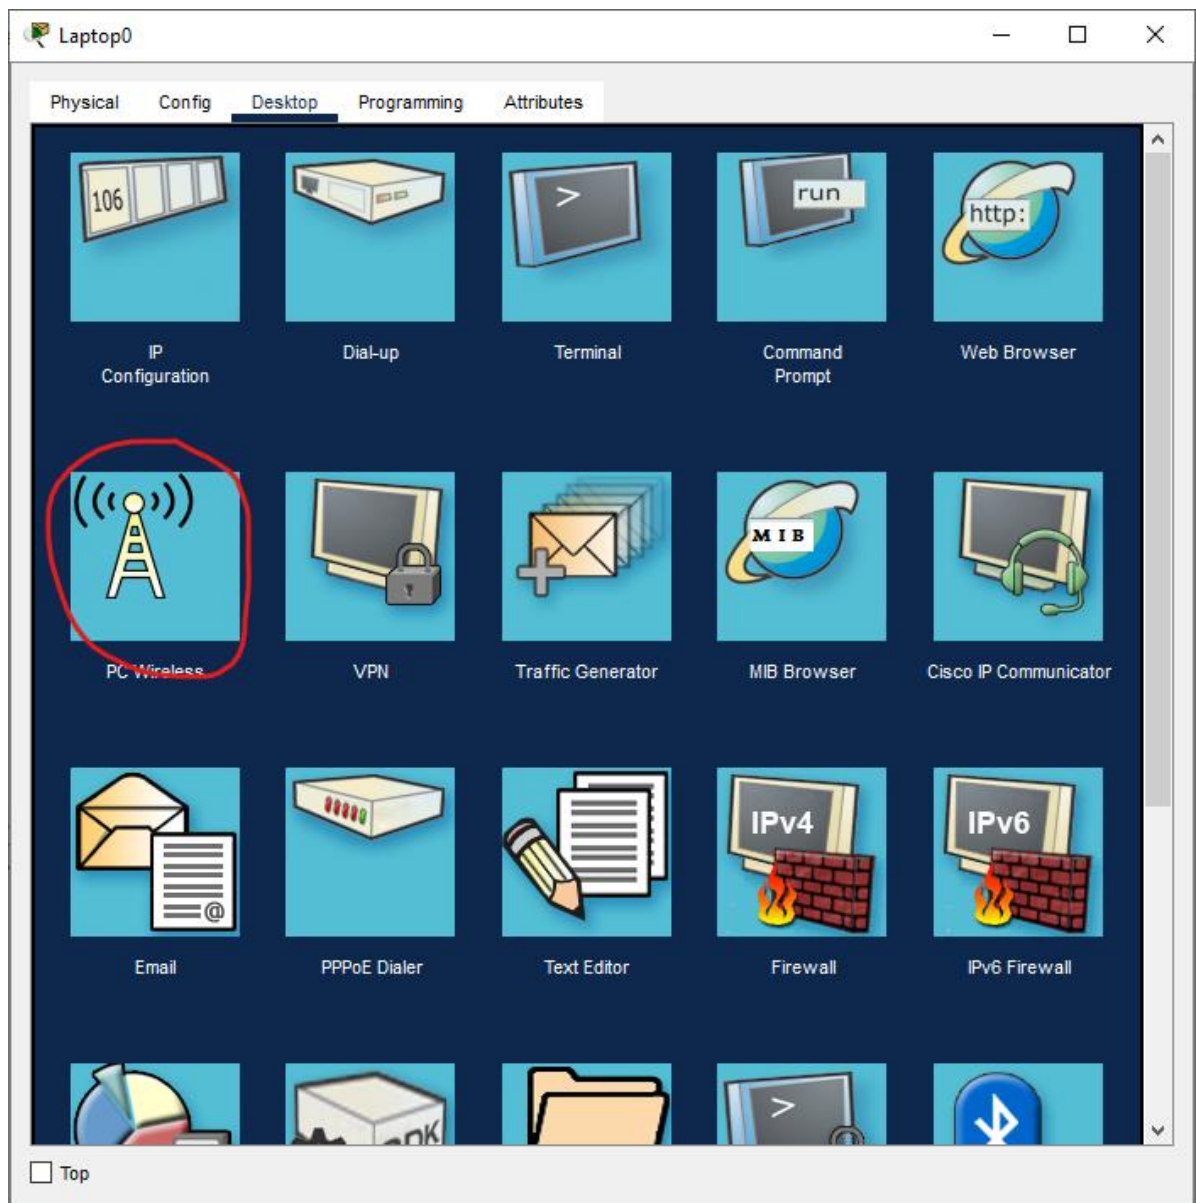 Laptop0
Physical Config Desktop Programming Attributes
106
>
run
http:
IP
Configuration
Dial-up
Terminal
Command
Prompt
Web Browser
MIB
PC Wireless
VPN
Traffic Generator
MIB Browser
Cisco IP Communicator
@
IPv4
IPv6
Email
PPPoE Dialer
Text Editor
Firewall
IPv6 Firewall
>
Top